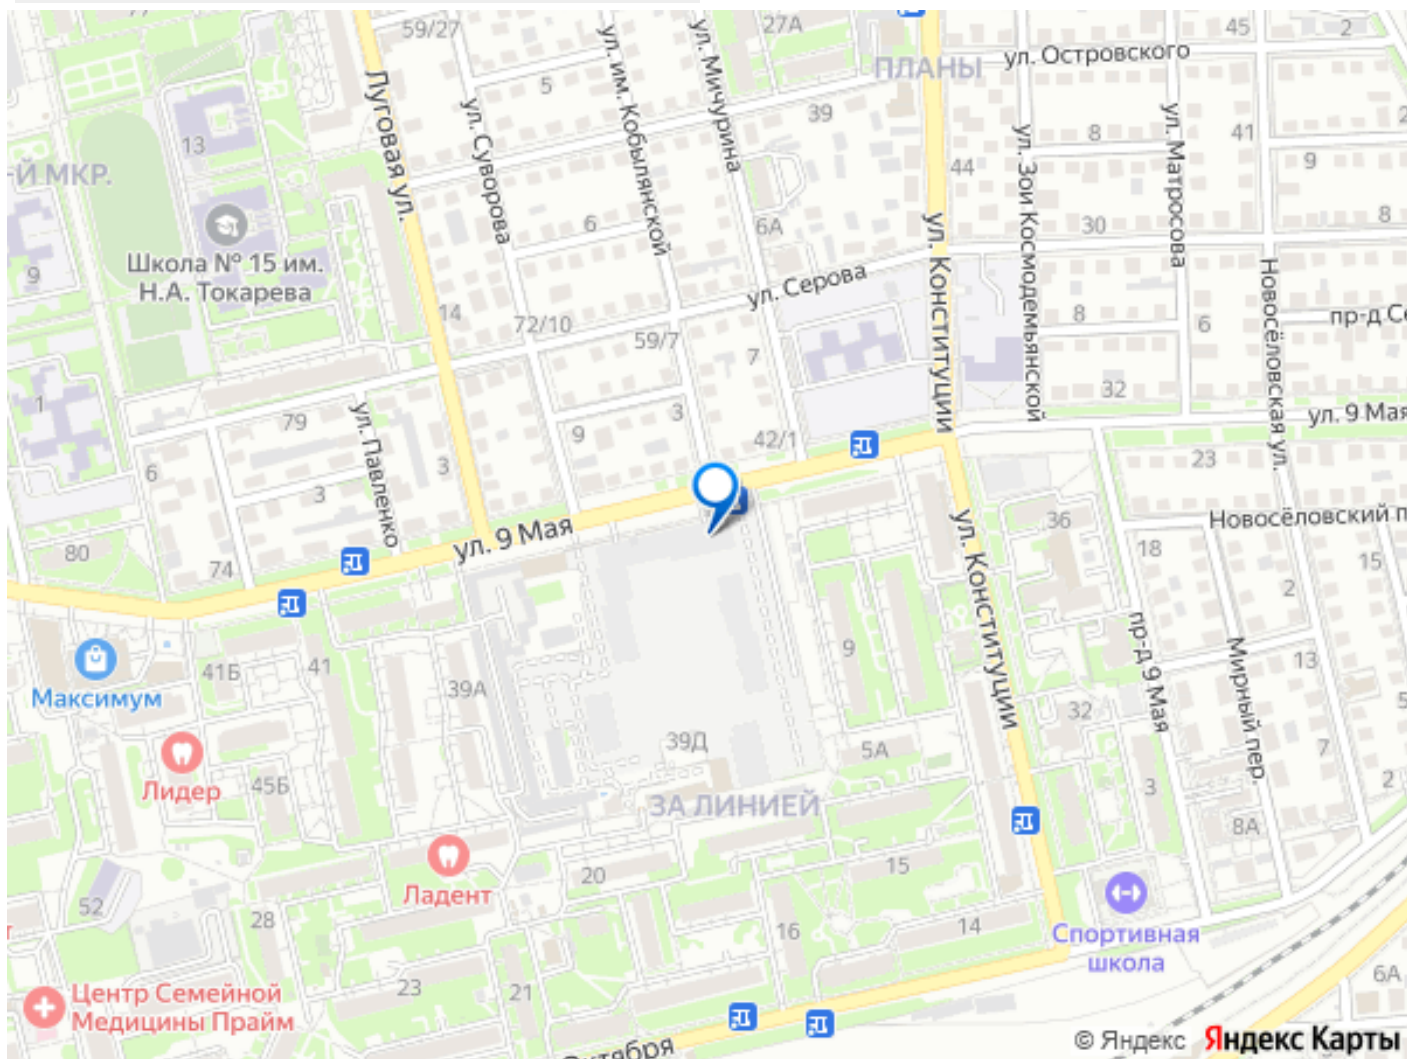 59/27
27А
45
2
ул. Островского
ПЛАНЫ
5
39
Луговая ул.
ул. Суворова
ул. им. Кобылянской
ул. Мичурина
13
-Й МКР.
8
41
9
ул. Зои Космодемьянской
ул. Матросова
44
6
6А
30
8
ул. Конституции
Школа № 15 им.
Н.А. Токарева
9
ул. Серова
Новосёловская ул.
14
72/10
59/7
7
8
6
пр-д Се
1
79
ул. Павленко
3
32
ул. 9 Мая
9
42/1
6
3
3
23
80
74
ул. 9 Мая
ул. Конституции
36
Новосёловский п
18
15
2
пр-д 9 Мая
Мирный пер.
13
Максимум
41Б
41
39А
9
32
Лидер
45Б
39Д
5А
7
3
2
5
ЗА ЛИНИЕЙ
8А
Ладент
20
15
52
28
16
14
Спортивная
школа
Центр Семейной
Медицины Прайм
23
21
6А
Октября
© Яндекс Яндекс Карты